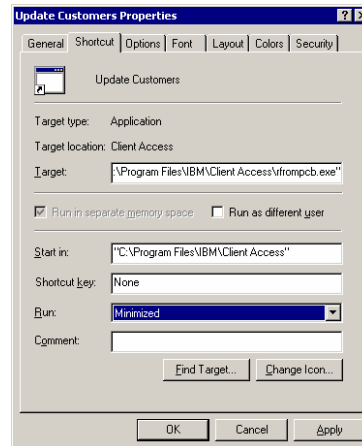 Update Customers Properties
General Shortcut Options Font Layout Colors Security
Update Customers
Target type: Application
Target location: Client Access
Target: :\Program Files\IBM\Client Access\rfrompcb.exe"
Run in separate memory space Run as different user
Start in: "C:\Program Files\IBM\Client Access"
Shortcut key: None
Run: Minimized
Comment:
Find Target... Change Icon...
OK Cancel Apply